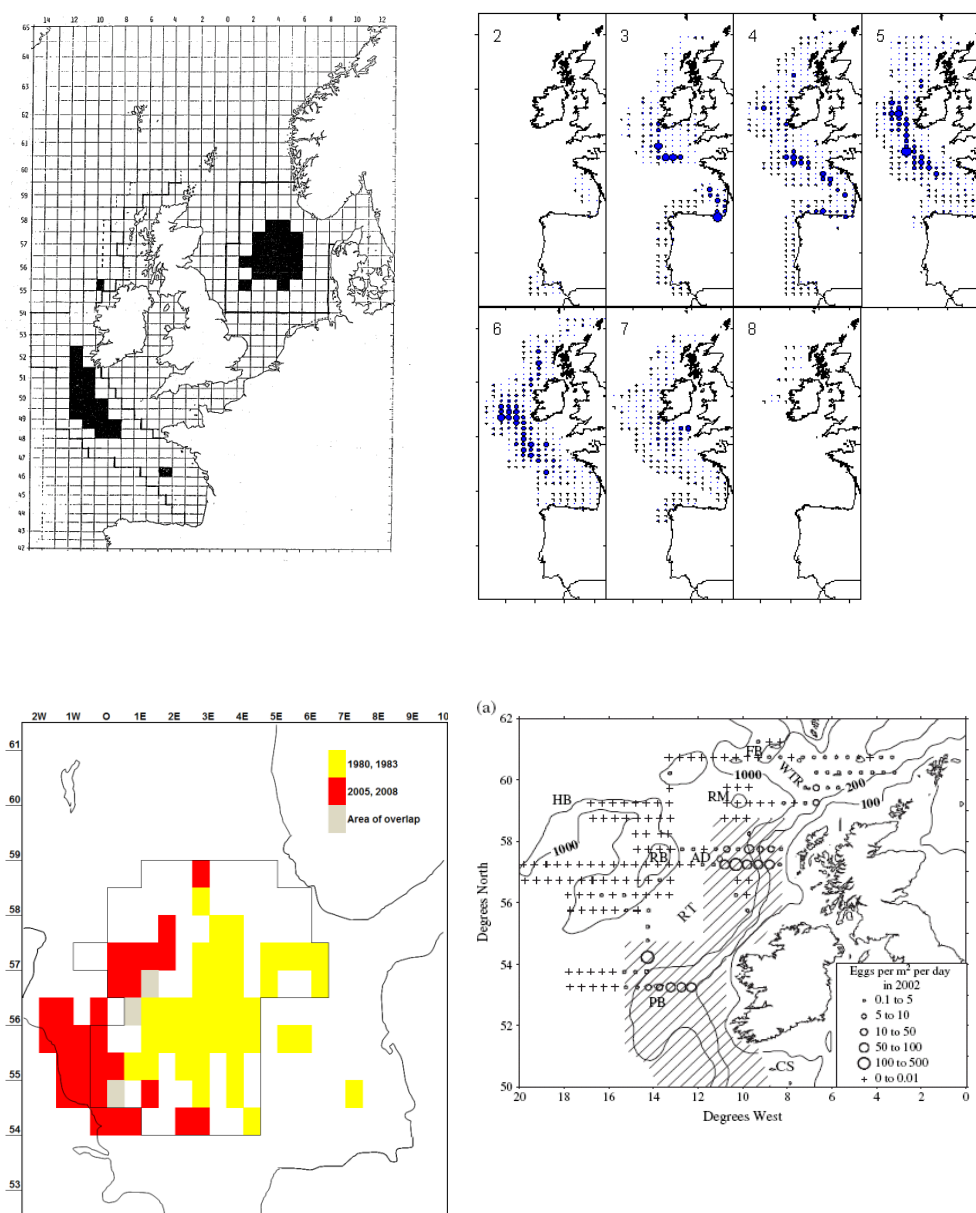 14 12 10 8 6 4 2 0 2 4 6 8 10 12
65
64
63
62
61
60
59
58
57
56
55
54
52
51
50
49
48
47
46
45
44
43
42
2 3 4 5
6 7 8
2W 1W O 1E 2E 3E 4E 5E 6E 7E 8E 9E 10
61
60
59
58
57
56
55
54
53
1980, 1983
2005, 2008
Area of overlap
(a)
62
60
58
56
54
52
50
Degrees North
FB
1000
WTR
200
100
HB
RM
1000
RB AD
RT
PB
CS
Eggs per m² per day
in 2002
0.1 to 5
5 to 10
10 to 50
50 to 100
100 to 500
+ 0 to 0.01
20 18 16 14 12 10 8 6 4 2 0
Degrees West